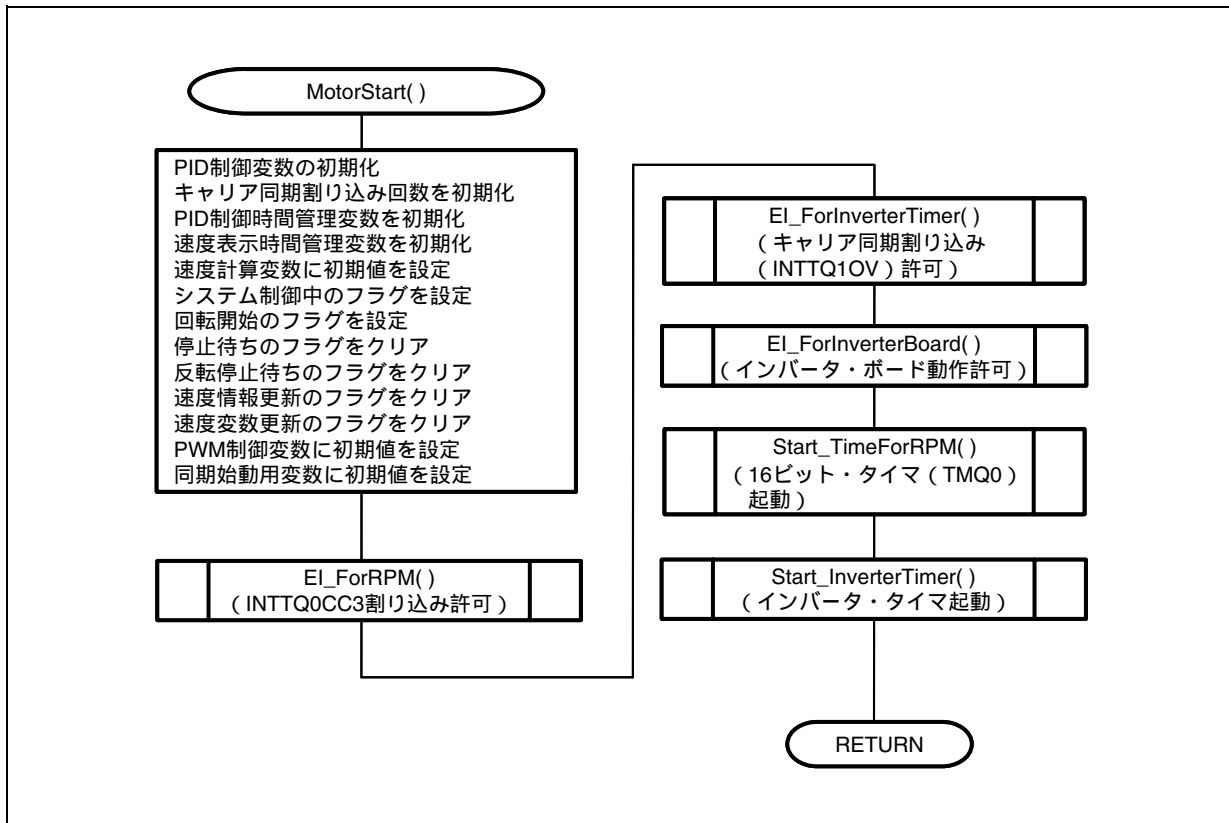 MotorStart( )
PID制御変数の初期化
キャリア同期割り込み回数を初期化
PID制御時間管理変数を初期化
速度表示時間管理変数を初期化
速度計算変数に初期値を設定
システム制御中のフラグを設定
回転開始のフラグを設定
停止待ちのフラグをクリア
反転停止待ちのフラグをクリア
速度情報更新のフラグをクリア
速度変数更新のフラグをクリア
PWM制御変数に初期値を設定
同期始動用変数に初期値を設定
EI_ForRPM( )
（INTTQ0CC3割り込み許可）
EI_ForInverterTimer( )
（キャリア同期割り込み
（INTTQ1OV）許可）
EI_ForInverterBoard( )
（インバータ・ボード動作許可）
Start_TimeForRPM( )
（16ビット・タイマ（TMQ0）
起動）
Start_InverterTimer( )
（インバータ・タイマ起動）
RETURN